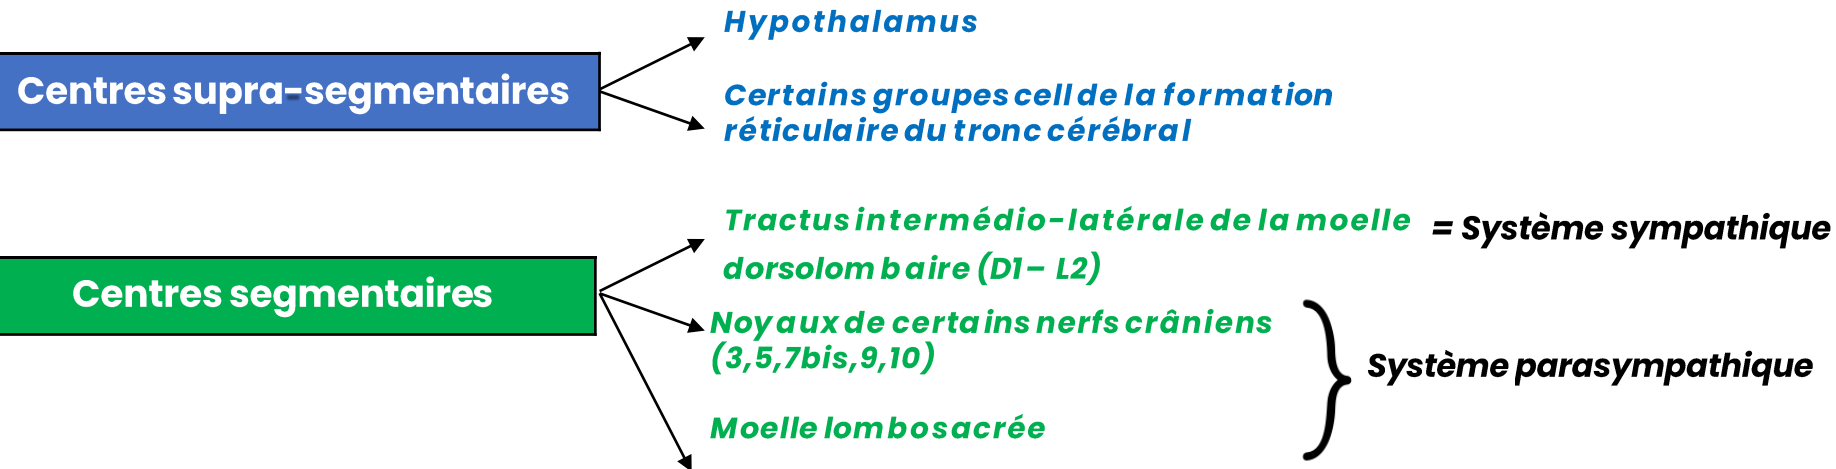 Hypothalamus
Centres supra-segmentaires
Certains groupes cell de la formation
réticulaire du tronc cérébral
Tractus intermédio-latérale de la moelle
= Système sympathique
dorsolombaire (D1 – L2)
Centres segmentaires
Noyaux de certains nerfs crâniens
(3,5,7bis,9,10)
Système parasympathique
Moelle lombosacrée